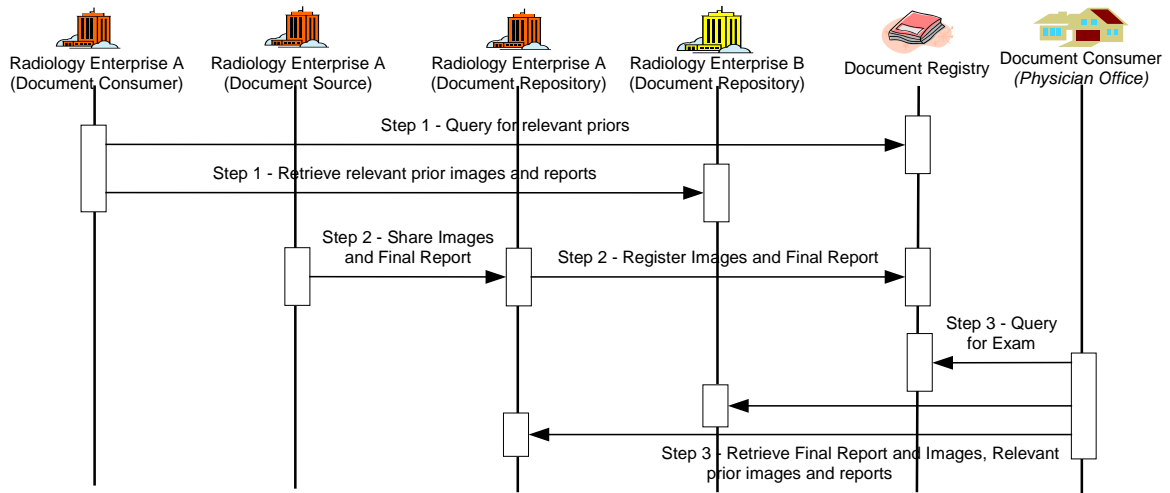 Radiology Enterprise A
(Document Consumer)
Radiology Enterprise A
(Document Source)
Radiology Enterprise A
(Document Repository)
Radiology Enterprise B
(Document Repository)
Document Registry
Document Consumer
(Physician Office)
Step 1 - Query for relevant priors
Step 1 - Retrieve relevant prior images and reports
Step 2 - Share Images
and Final Report
Step 2 - Register Images and Final Report
Step 3 - Query
for Exam
Step 3 - Retrieve Final Report and Images, Relevant
prior images and reports